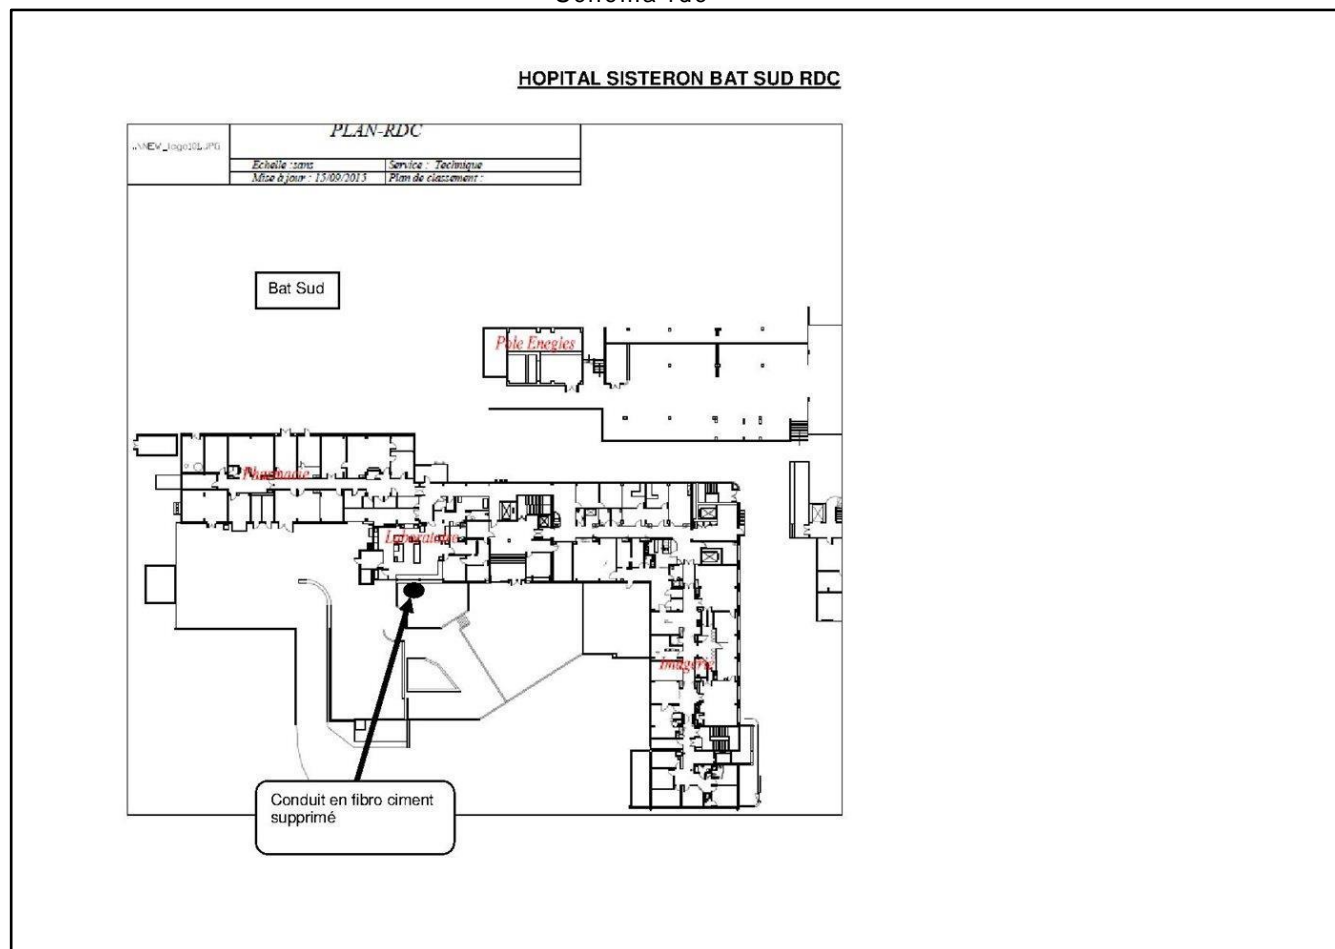 HOPITAL SISTERON BAT SUD RDC
PLAN-RDC
Echelle :sans
Service : Technique
Mise à jour : 15/09/2015
Plan de classement :
Bat Sud
Pole Enegies
Pharmacie
Laboratoire
Imagerie
Conduit en fibro ciment
supprimé